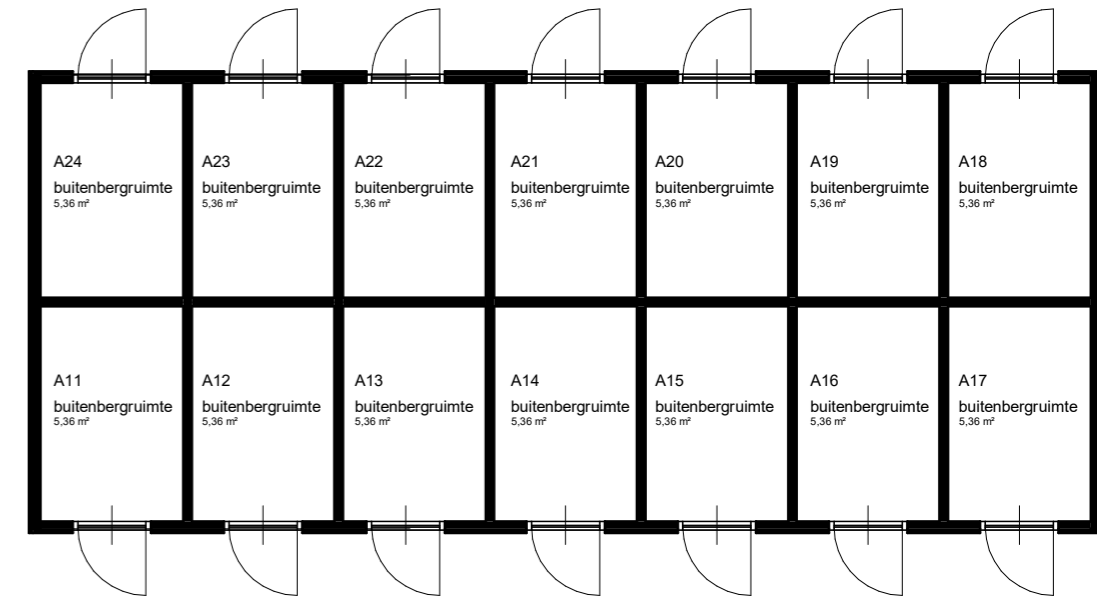 A24
buitenbergruimte
5,36 m²
A23
buitenbergruimte
5,36 m²
A22
buitenbergruimte
5,36 m²
A21
buitenbergruimte
5,36 m²
A20
buitenbergruimte
5,36 m²
A19
buitenbergruimte
5,36 m²
A18
buitenbergruimte
5,36 m²
A11
buitenbergruimte
5,36 m²
A12
buitenbergruimte
5,36 m²
A13
buitenbergruimte
5,36 m²
A14
buitenbergruimte
5,36 m²
A15
buitenbergruimte
5,36 m²
A16
buitenbergruimte
5,36 m²
A17
buitenbergruimte
5,36 m²